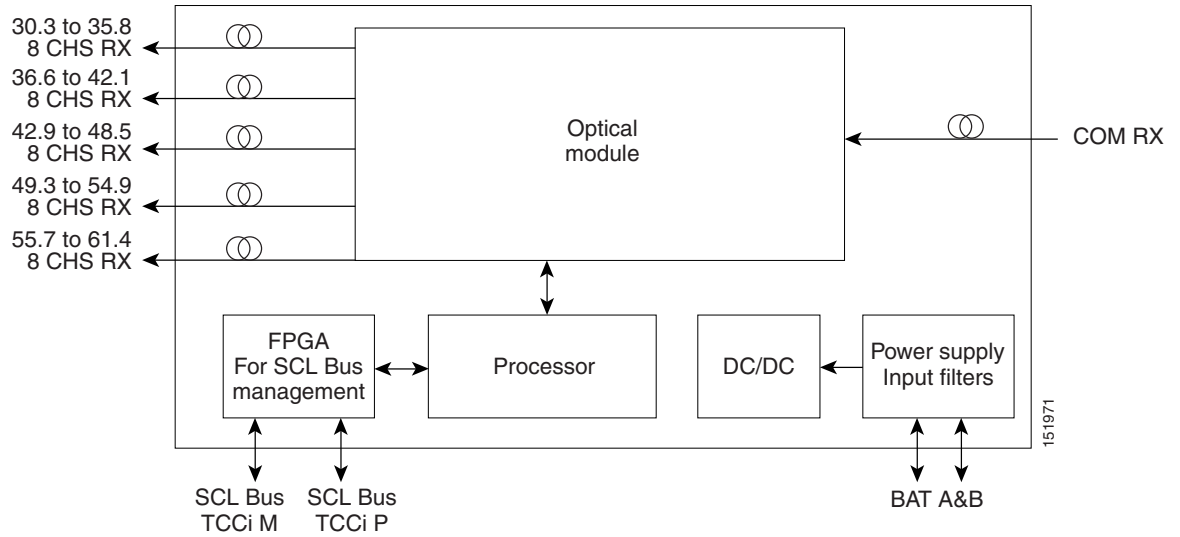 30.3 to 35.8
8 CHS RX
36.6 to 42.1
8 CHS RX
42.9 to 48.5
8 CHS RX
49.3 to 54.9
8 CHS RX
55.7 to 61.4
8 CHS RX
Optical
module
COM RX
FPGA
For SCL Bus
management
Processor
DC/DC
Power supply
Input filters
151971
SCL Bus
TCCi M
SCL Bus
TCCi P
BAT A&B